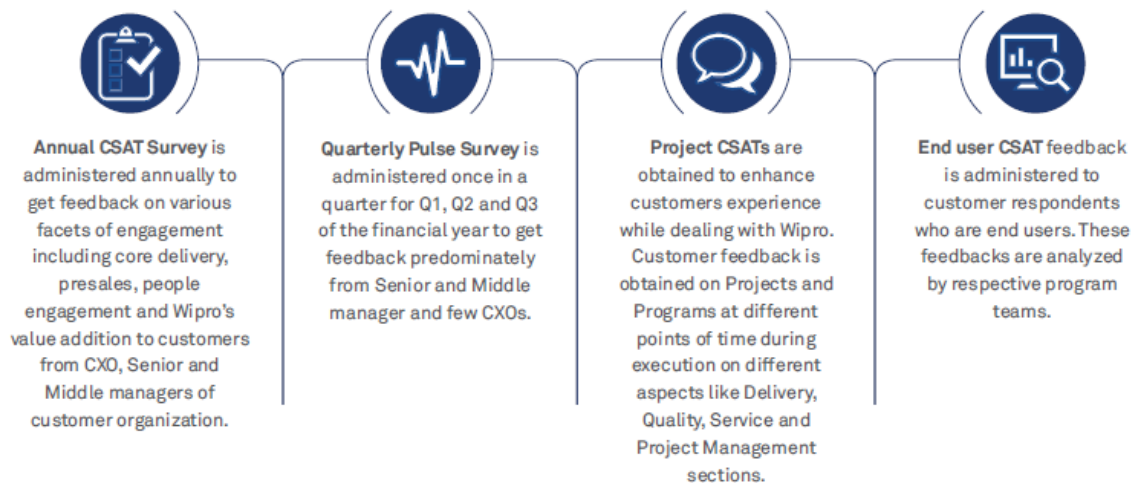 Annual CSAT Survey is
administered annually to
get feedback on various
facets of engagement
including core delivery,
presales, people
engagement and Wipro's
value addition to customers
from CXO, Senior and
Middle managers of
customer organization.
Quarterly Pulse Survey is
administered once in a
quarter for Q1, Q2 and Q3
of the financial year to get
feedback predominately
from Senior and Middle
manager and few CXOs.
Project CSATs are
obtained to enhance
customers experience
while dealing with Wipro.
Customer feedback is
obtained on Projects and
Programs at different
points of time during
execution on different
aspects like Delivery,
Quality, Service and
Project Management
sections.
End user CSAT feedback
is administered to
customer respondents
who are end users. These
feedbacks are analyzed
by respective program
teams.